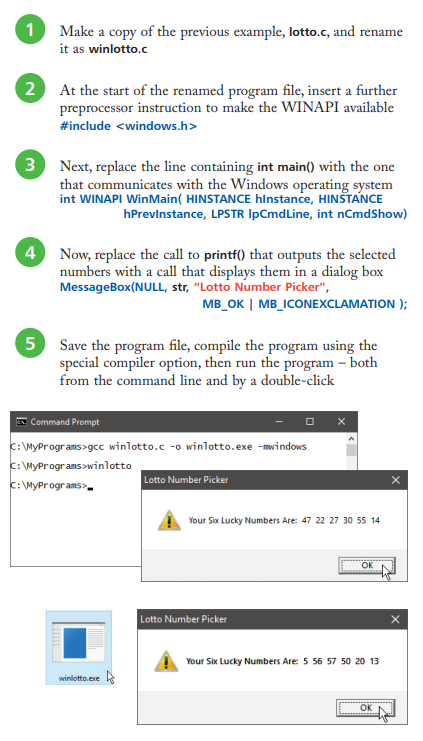 1 Make a copy of the previous example, lotto.c, and rename
it as winlotto.c
2 At the start of the renamed program file, insert a further
preprocessor instruction to make the WINAPI available
#include <windows.h>
3 Next, replace the line containing int main() with the one
that communicates with the Windows operating system
int WINAPI WinMain( HINSTANCE hInstance, HINSTANCE
hPrevInstance, LPSTR lpCmdLine, int nCmdShow)
4 Now, replace the call to printf() that outputs the selected
numbers with a call that displays them in a dialog box
MessageBox(NULL, str, “Lotto Number Picker”,
MB_OK | MB_ICONEXCLAMATION );
5 Save the program file, compile the program using the
special compiler option, then run the program – both
from the command line and by a double-click
Command Prompt
C:\MyPrograms>gcc winlotto.c -o winlotto.exe -mwindows
C:\MyPrograms>winlotto
C:\MyPrograms>
Lotto Number Picker
Your Six Lucky Numbers Are: 47 22 27 30 55 14
OK
winlotto.exe
Lotto Number Picker
Your Six Lucky Numbers Are: 5 56 57 50 20 13
OK